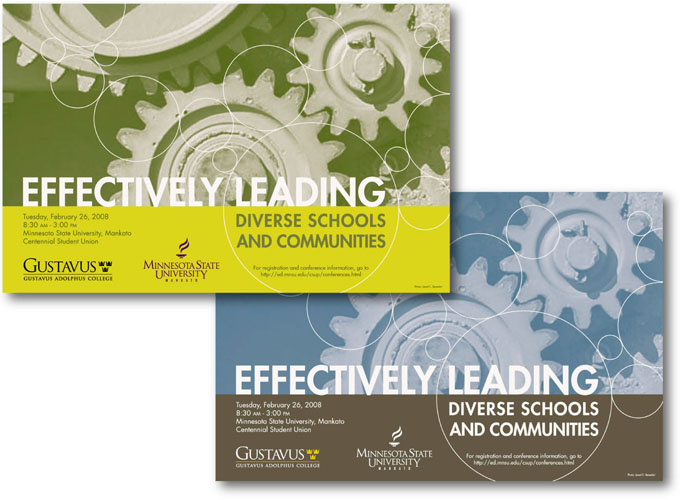 EFFECTIVELY LEADING
DIVERSE SCHOOLS
AND COMMUNITIES
Tuesday, February 26, 2008
8:30 AM - 3:00 PM
Minnesota State University, Mankato
Centennial Student Union
GUSTAVUS
GUSTAVUS ADOLPHUS COLLEGE
MINNESOTA STATE
UNIVERSITY
MANKATO
For registration and conference information, go to
http://ed.mnsu.edu/csup/conferences.html
EFFECTIVELY LEADING
DIVERSE SCHOOLS
AND COMMUNITIES
Tuesday, February 26, 2008
8:30 AM - 3:00 PM
Minnesota State University, Mankato
Centennial Student Union
GUSTAVUS
GUSTAVUS ADOLPHUS COLLEGE
MINNESOTA STATE
UNIVERSITY
MANKATO
For registration and conference information, go to
http://ed.mnsu.edu/csup/conferences.html